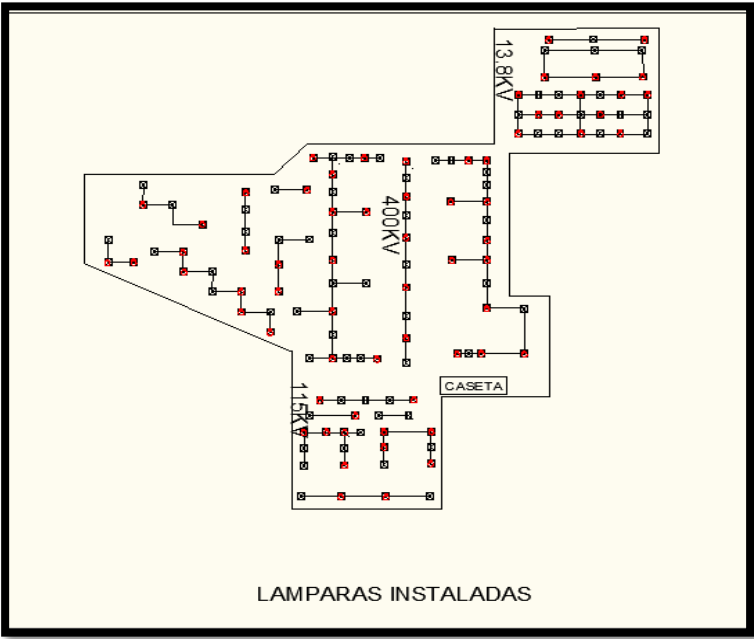 13,8KV
400KV
CASETA
115KV
LAMPARAS INSTALADAS